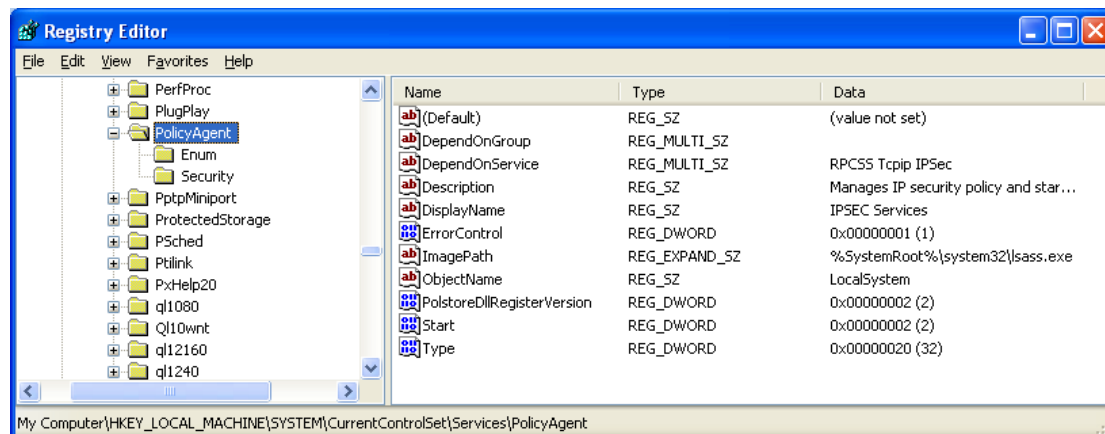 Registry Editor
File Edit View Favorites Help
PerfProc
PlugPlay
PolicyAgent
Enum
Security
PptpMiniport
ProtectedStorage
PSched
Ptilink
PxHelp20
ql1080
Ql10wnt
ql12160
ql1240
Name Type Data
(Default) REG_SZ (value not set)
DependOnGroup REG_MULTI_SZ
DependOnService REG_MULTI_SZ RPCSS Tcpip IPSec
Description REG_SZ Manages IP security policy and star...
DisplayName REG_SZ IPSEC Services
ErrorControl REG_DWORD 0x00000001 (1)
ImagePath REG_EXPAND_SZ %SystemRoot%\system32\lsass.exe
ObjectName REG_SZ LocalSystem
PolstoreDllRegisterVersion REG_DWORD 0x00000002 (2)
Start REG_DWORD 0x00000002 (2)
Type REG_DWORD 0x00000020 (32)
My Computer\HKEY_LOCAL_MACHINE\SYSTEM\CurrentControlSet\Services\PolicyAgent